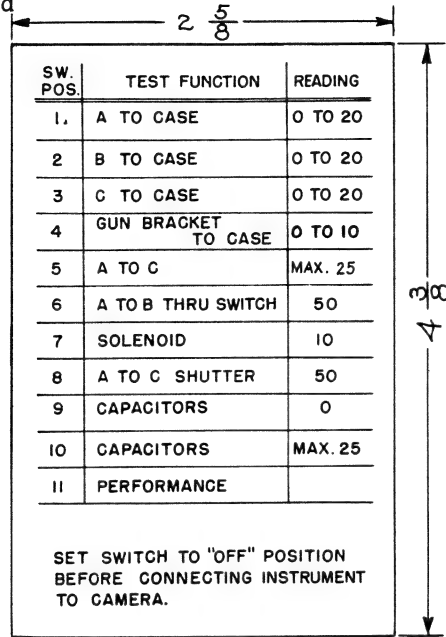 a
2 5/8
SW. POS. TEST FUNCTION READING
1. A TO CASE 0 TO 20
2 B TO CASE 0 TO 20
3 C TO CASE 0 TO 20
4 GUN BRACKET TO CASE 0 TO 10
5 A TO C MAX. 25
6 A TO B THRU SWITCH 50
7 SOLENOID 10
8 A TO C SHUTTER 50
9 CAPACITORS 0
10 CAPACITORS MAX. 25
11 PERFORMANCE
4 3/8
SET SWITCH TO "OFF" POSITION
BEFORE CONNECTING INSTRUMENT
TO CAMERA.